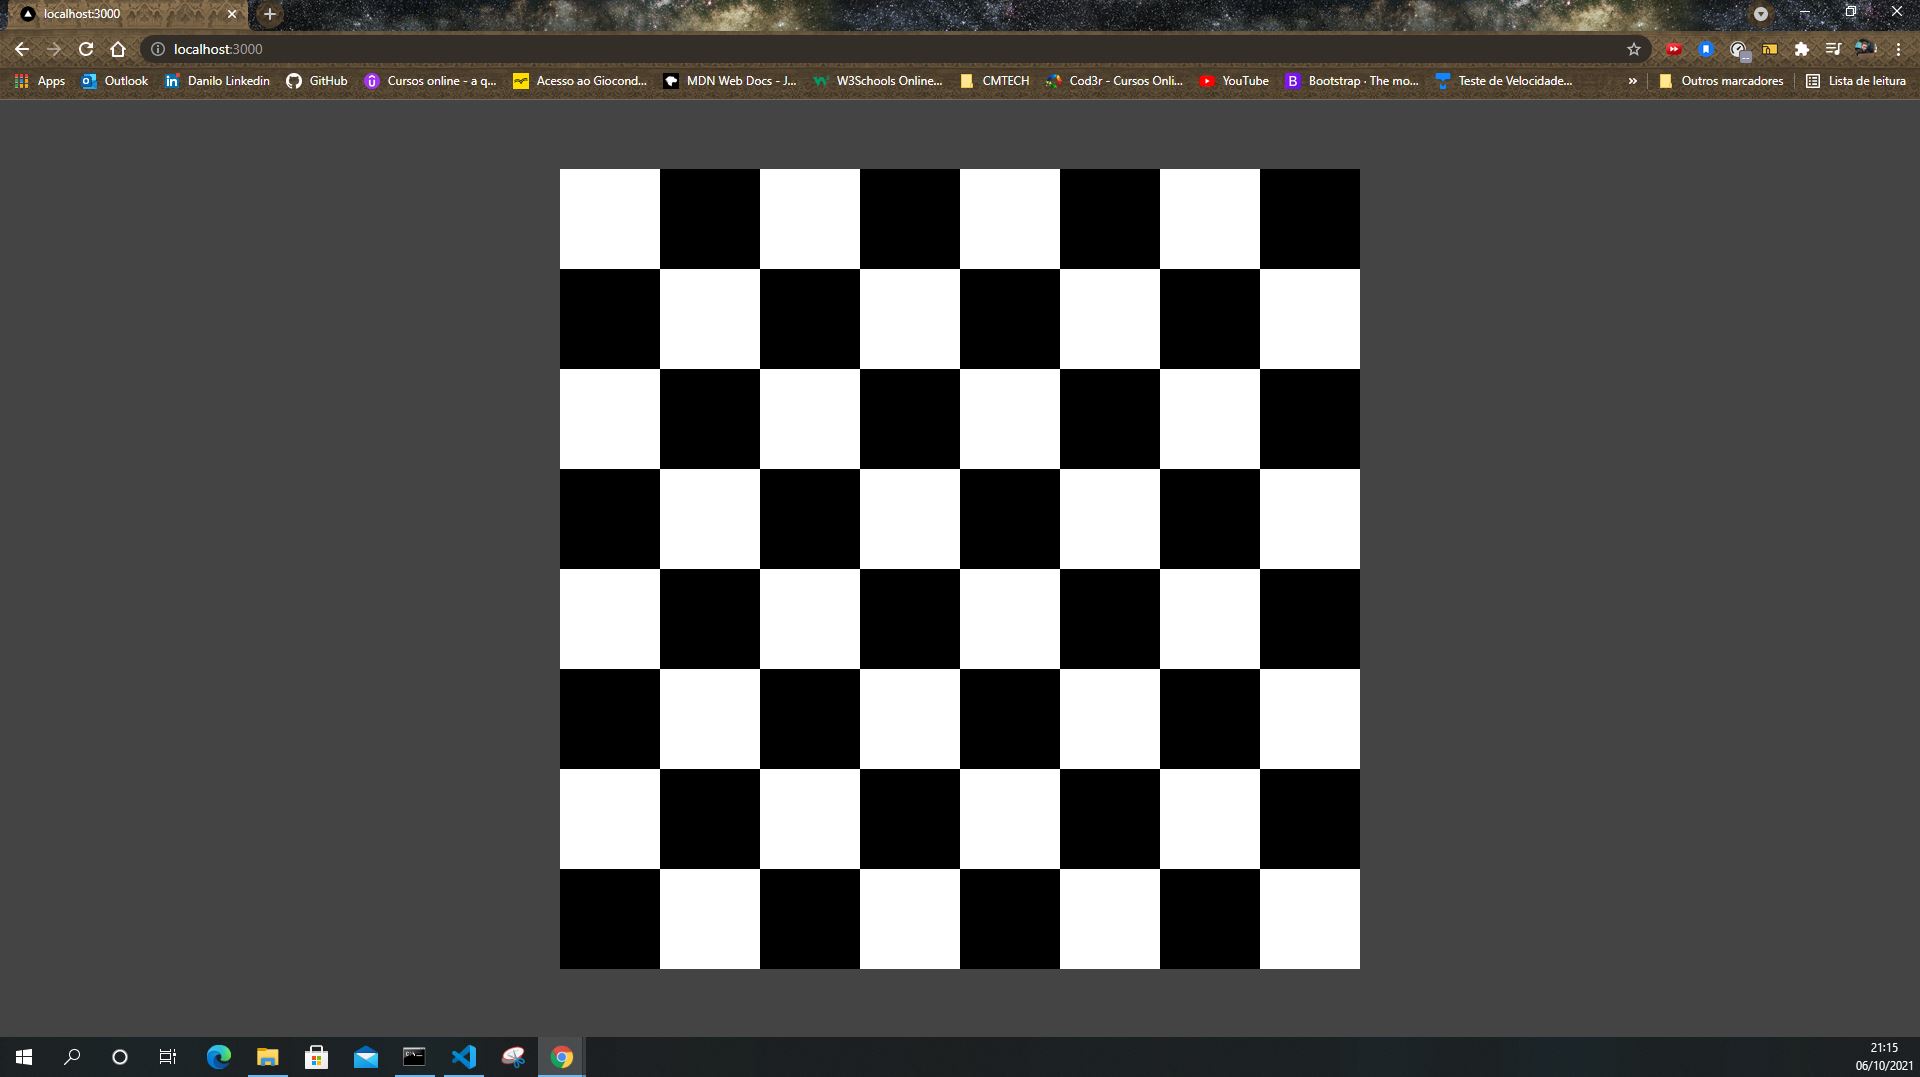 localhost:3000
localhost:3000
Apps Outlook Danilo Linkedin GitHub Cursos online - a q... Acesso ao Giocond... MDN Web Docs - J... W3Schools Online... CMTECH Cod3r - Cursos Onli... YouTube Bootstrap · The mo... Teste de Velocidade... » Outros marcadores Lista de leitura
21:15
06/10/2021